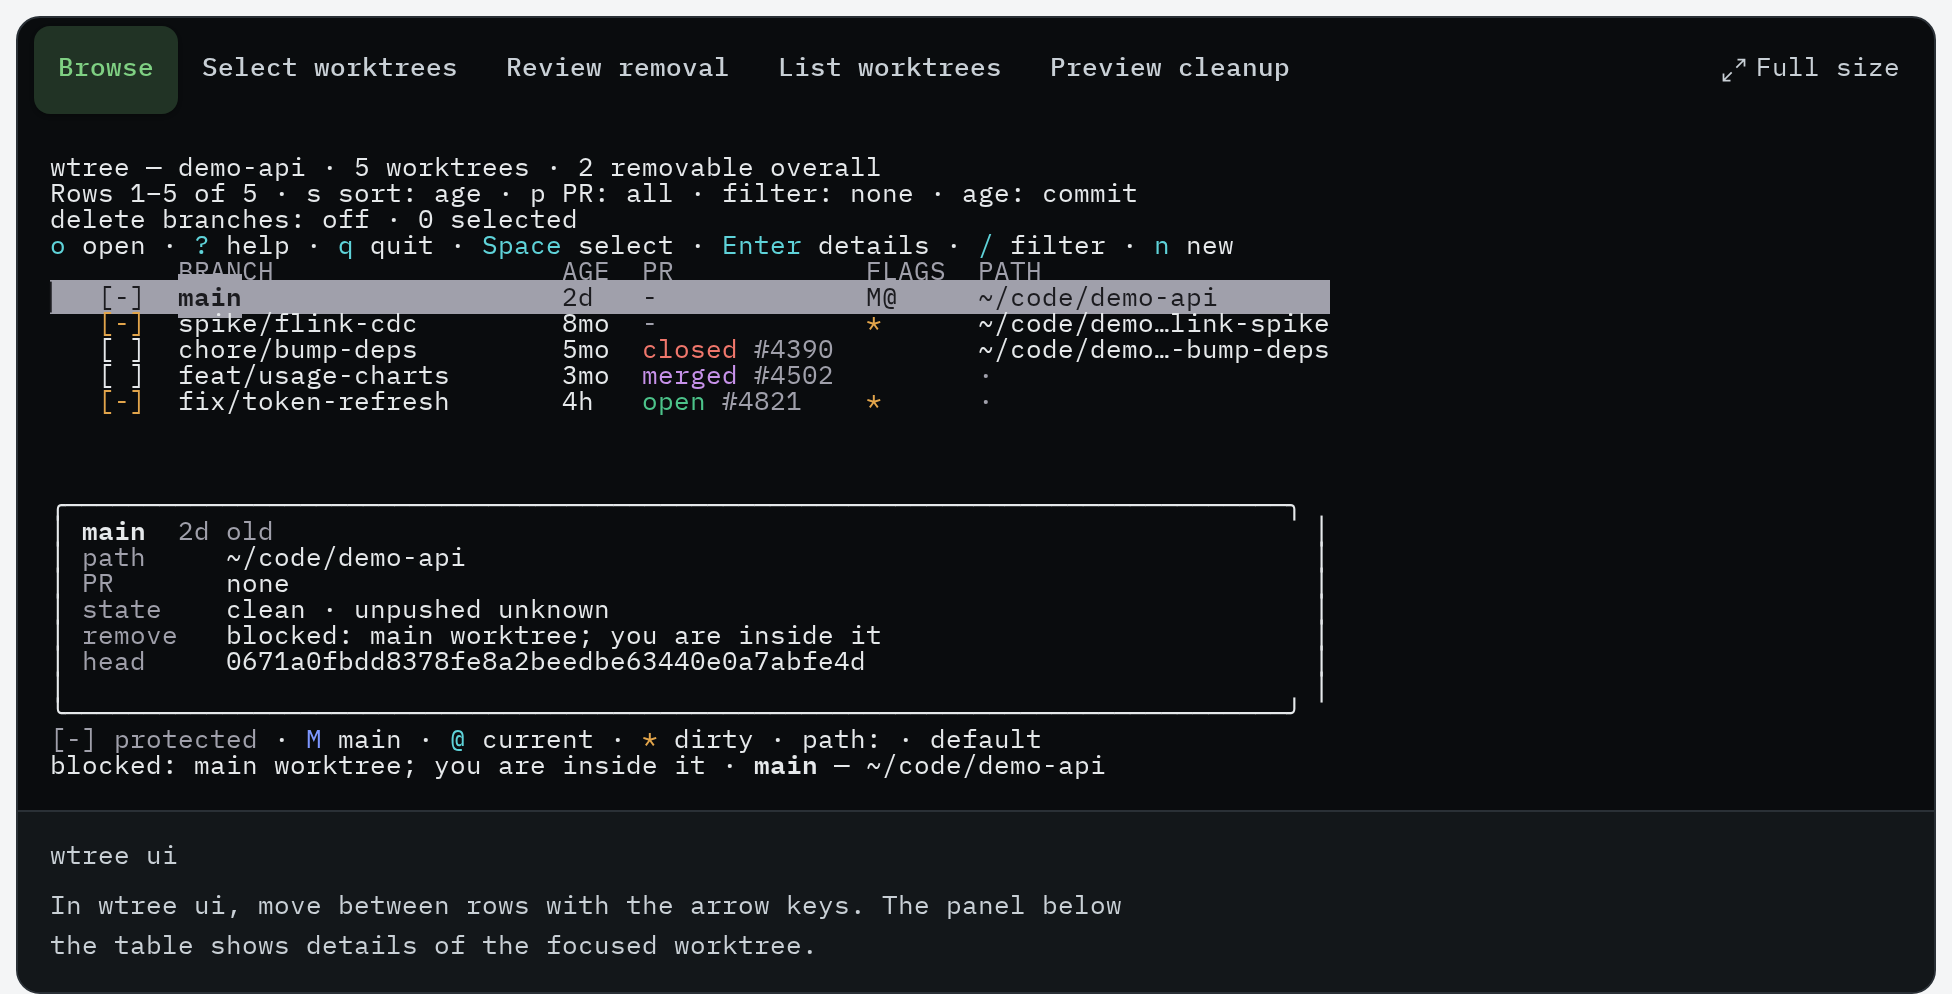 Browse Select worktrees Review removal List worktrees Preview cleanup Full size
wtree — demo-api · 5 worktrees · 2 removable overall
Rows 1–5 of 5 · s sort: age · p PR: all · filter: none · age: commit
delete branches: off · 0 selected
o open · ? help · q quit · Space select · Enter details · / filter · n new
BRANCH AGE PR FLAGS PATH
[-] main 2d - M@ ~/code/demo-api
[-] spike/flink-cdc 8mo - * ~/code/demo…link-spike
[ ] chore/bump-deps 5mo closed #4390 ~/code/demo…-bump-deps
[ ] feat/usage-charts 3mo merged #4502 ·
[-] fix/token-refresh 4h open #4821 * ·
main 2d old
path ~/code/demo-api
PR none
state clean · unpushed unknown
remove blocked: main worktree; you are inside it
head 0671a0fbdd8378fe8a2beedbe63440e0a7abfe4d
[-] protected · M main · @ current · * dirty · path: · default
blocked: main worktree; you are inside it · main — ~/code/demo-api
wtree ui
In wtree ui, move between rows with the arrow keys. The panel below
the table shows details of the focused worktree.